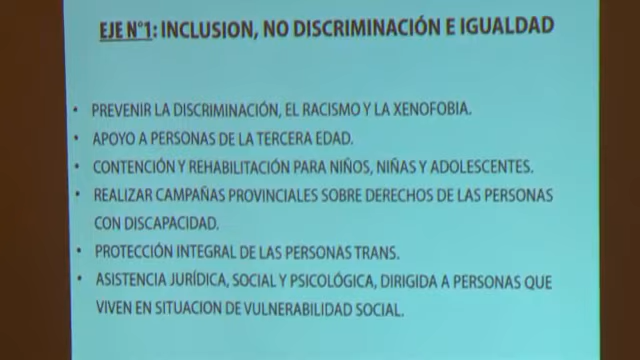 EJE N°1: INCLUSION, NO DISCRIMINACIÓN E IGUALDAD
• PREVENIR LA DISCRIMINACIÓN, EL RACISMO Y LA XENOFOBIA.
• APOYO A PERSONAS DE LA TERCERA EDAD.
• CONTENCIÓN Y REHABILITACIÓN PARA NIÑOS, NIÑAS Y ADOLESCENTES.
• REALIZAR CAMPAÑAS PROVINCIALES SOBRE DERECHOS DE LAS PERSONAS
CON DISCAPACIDAD.
• PROTECCIÓN INTEGRAL DE LAS PERSONAS TRANS.
• ASISTENCIA JURÍDICA, SOCIAL Y PSICOLÓGICA, DIRIGIDA A PERSONAS QUE
VIVEN EN SITUACION DE VULNERABILIDAD SOCIAL.